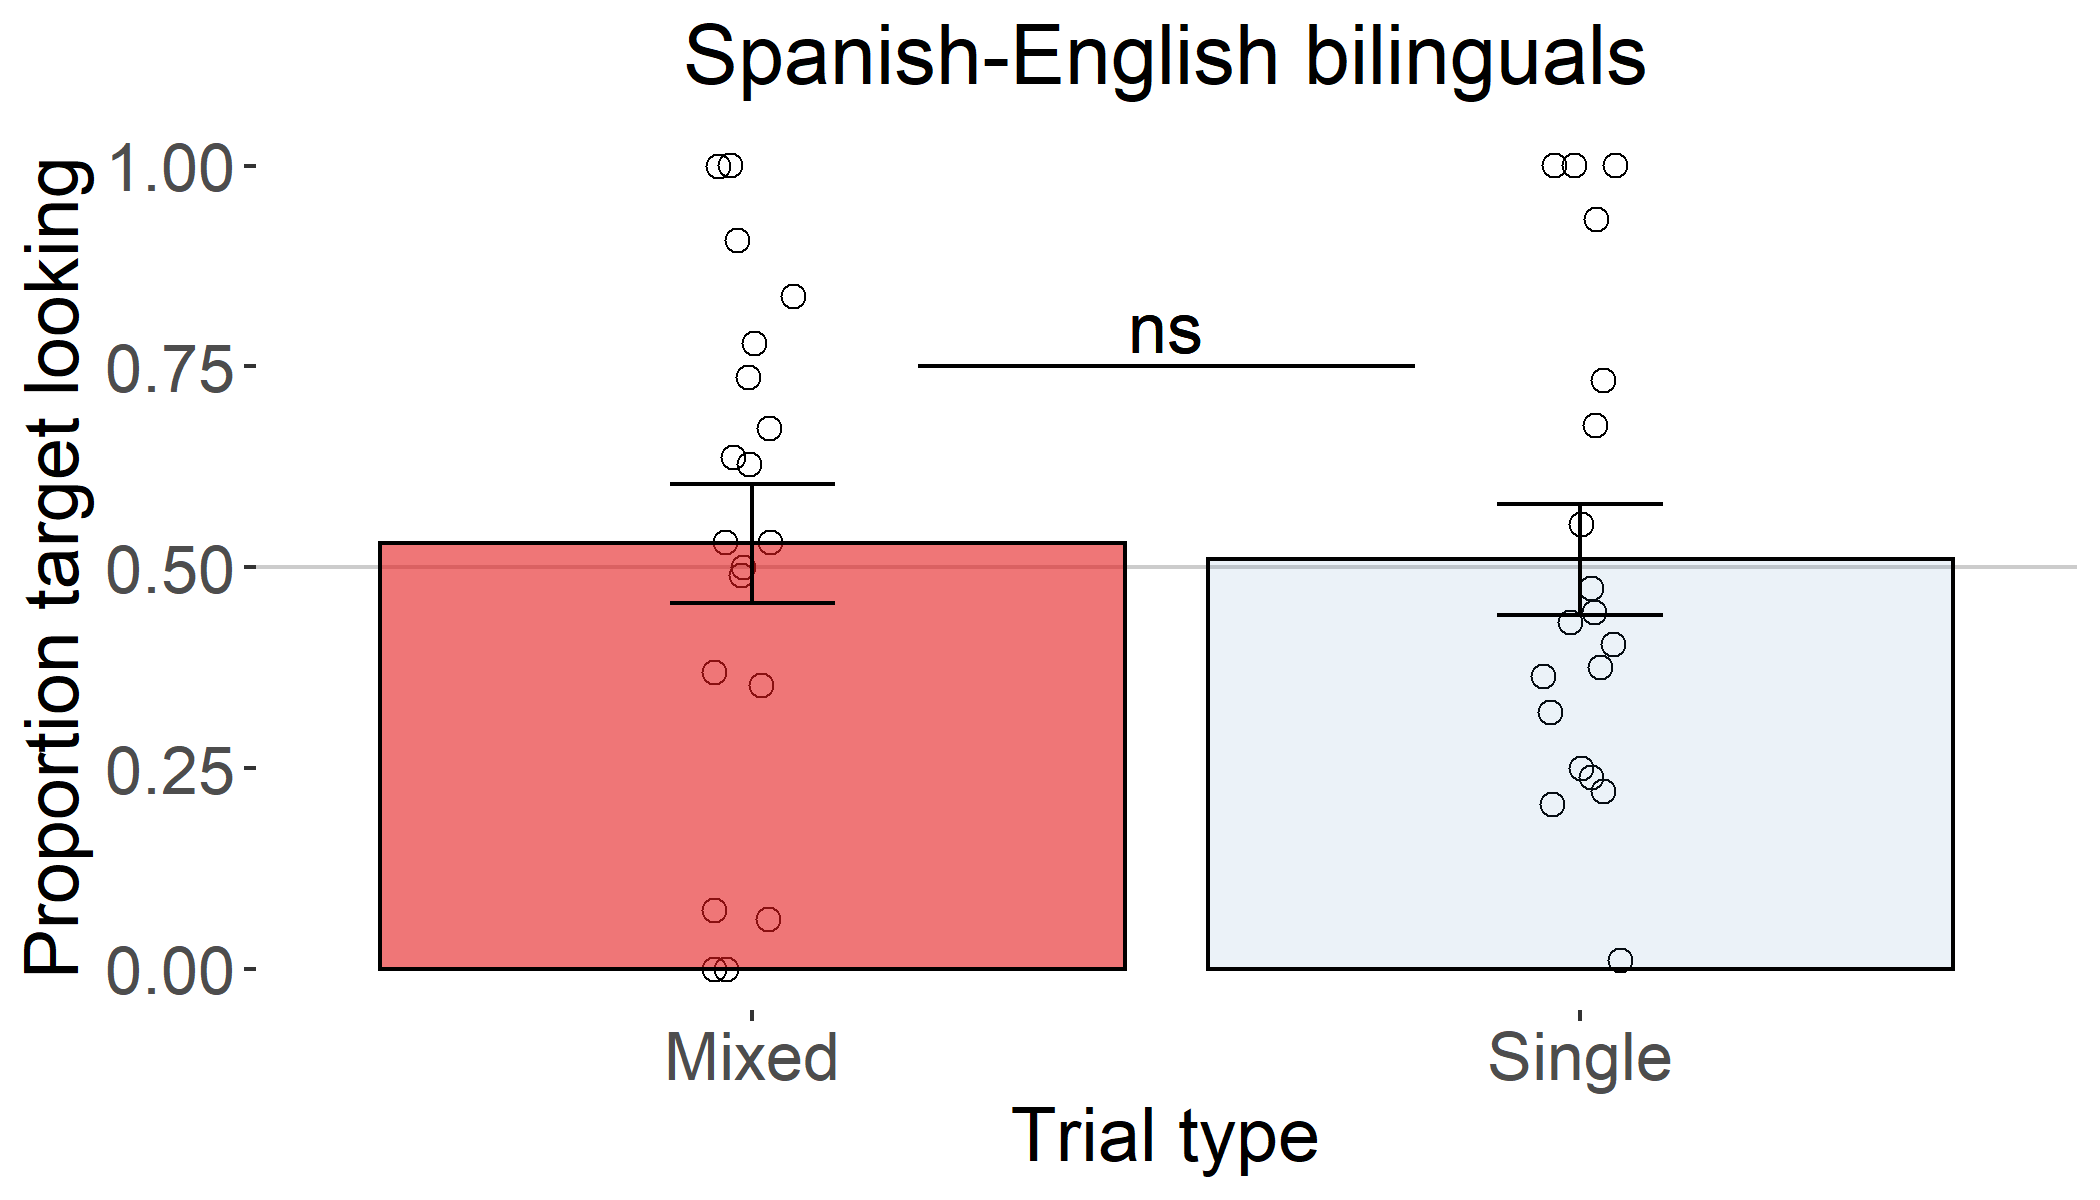 Spanish-English bilinguals
Proportion target looking
1.00
0.75
0.50
0.25
0.00
ns
Mixed
Single
Trial type